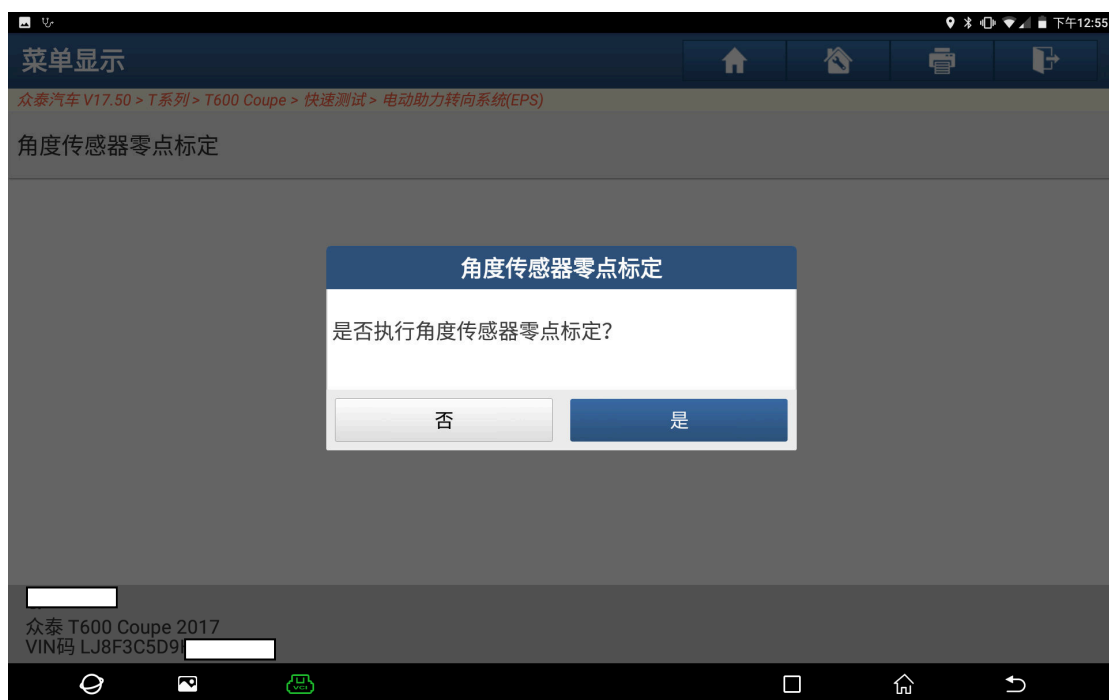 下午12:55
菜单显示
众泰汽车 V17.50 > T系列 > T600 Coupe > 快速测试 > 电动助力转向系统(EPS)
角度传感器零点标定
角度传感器零点标定
是否执行角度传感器零点标定?
否
是
众泰 T600 Coupe 2017
VIN码 LJ8F3C5D9
VCI